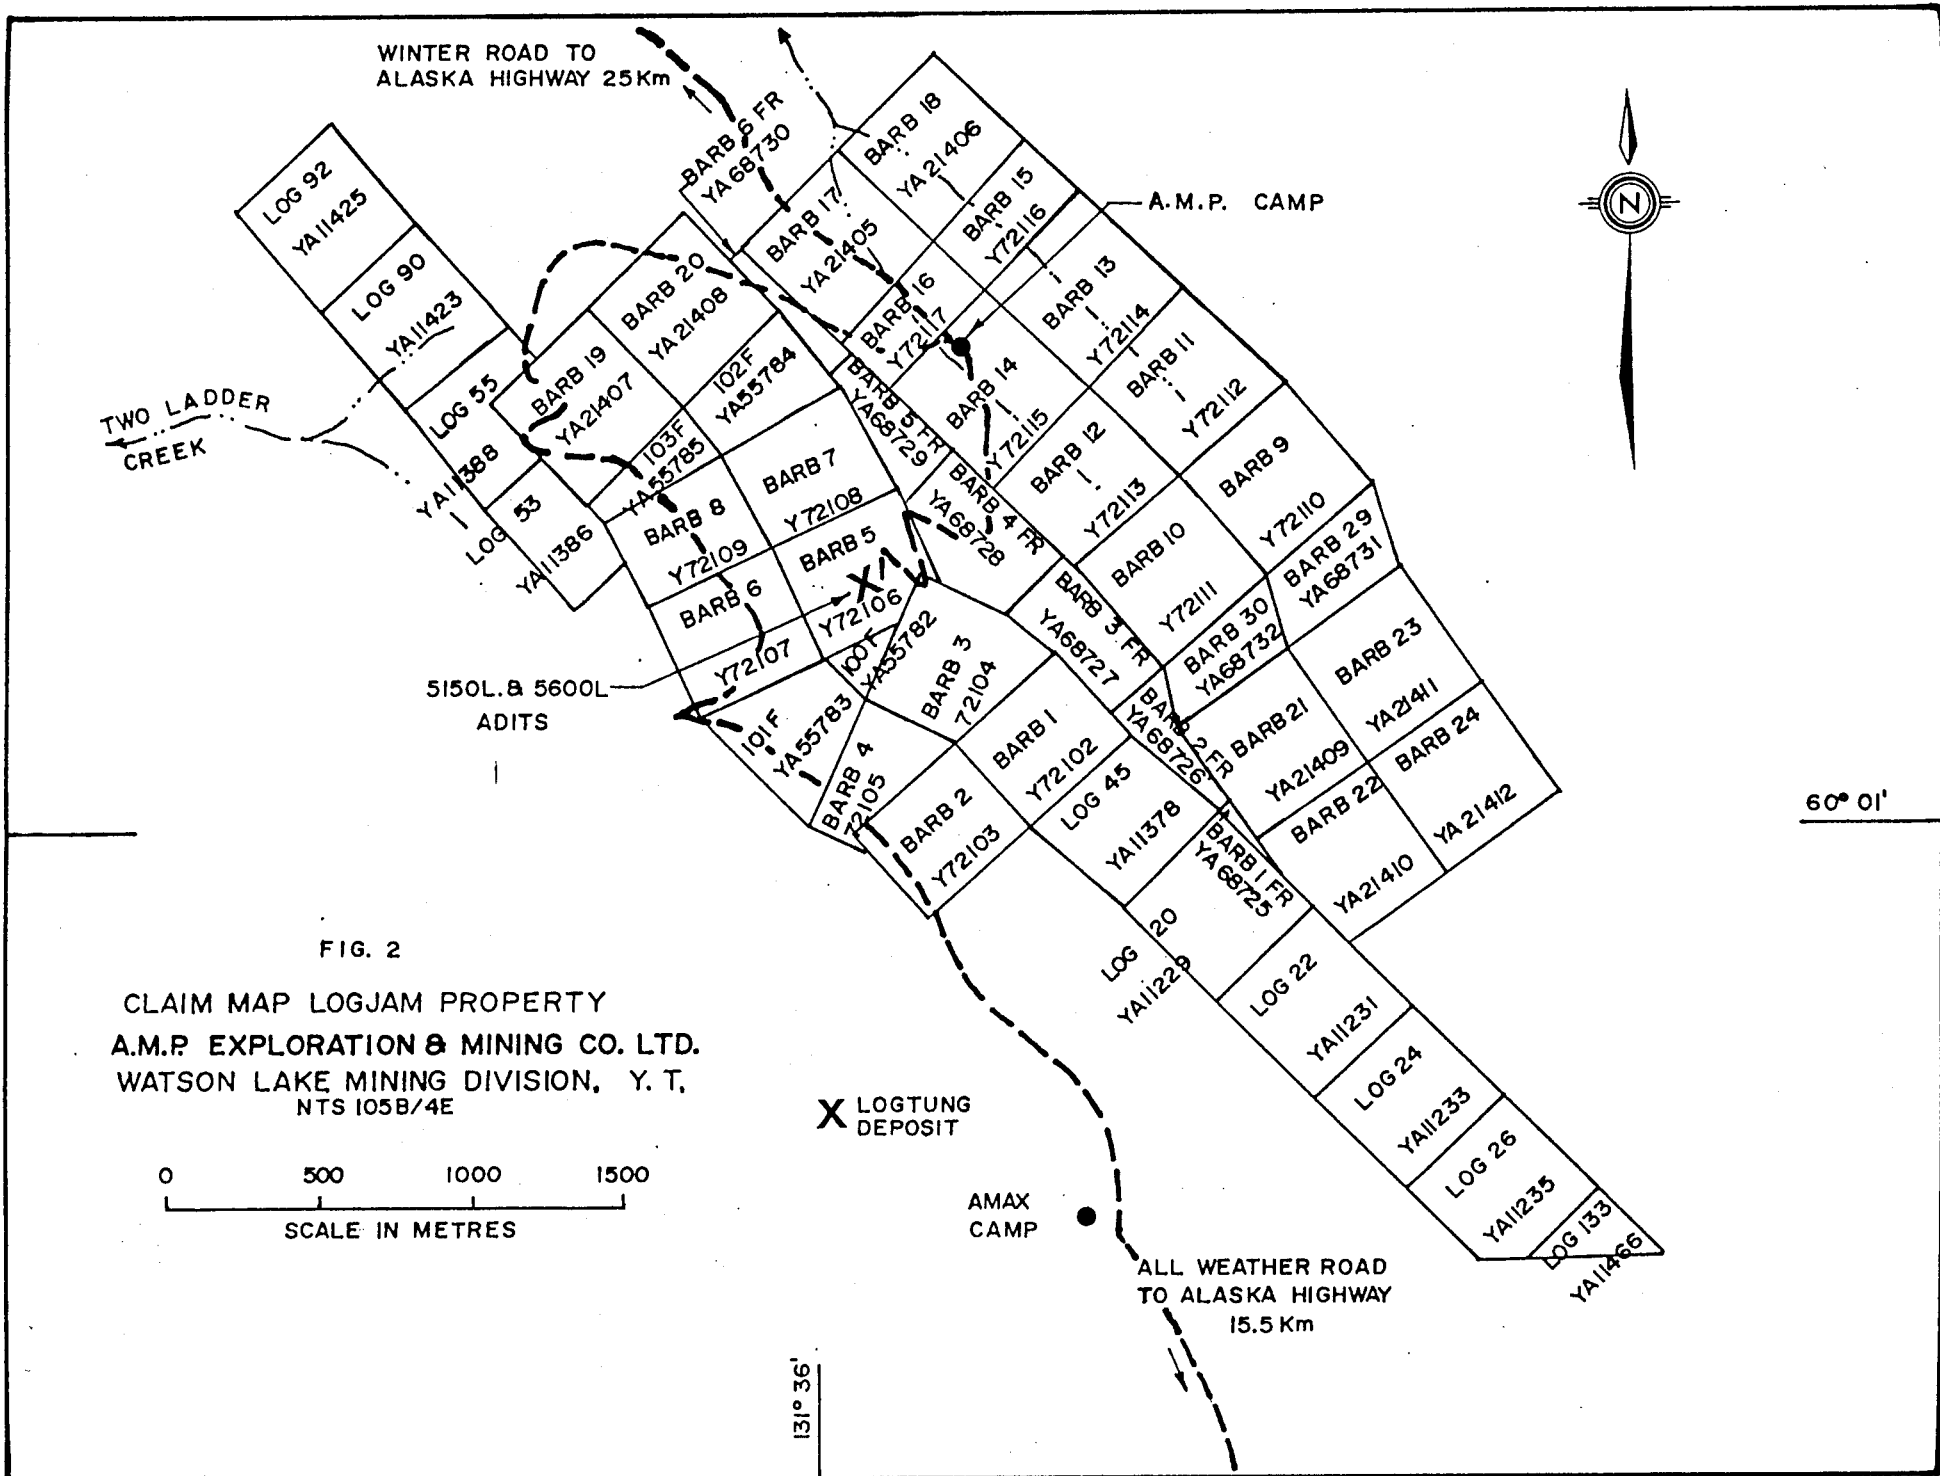 WINTER ROAD TO
ALASKA HIGHWAY 25Km
BARB 6 FR
YA 68730
BARB 18
YA 21406
BARB 17
YA 21405
BARB 15
Y72116
A.M.P. CAMP
N
LOG 92
YA11425
LOG 90
YA11423
BARB 20
YA 21408
BARB 16
Y72117
BARB 13
Y72114
BARB 19
YA21407
102F
YA55784
BARB 14
Y72115
BARB 11
Y72112
TWO LADDER
CREEK
LOG 55
YA11388
103F
YA55785
BARB 5 FR
YA68729
BARB 12
Y72113
BARB 9
Y72110
LOG 53
YA11386
BARB 8
Y72109
BARB 7
Y72108
BARB 4 FR
YA68728
BARB 10
Y72111
BARB 29
YA68731
BARB 6
Y72107
BARB 5
Y72106
BARB 3 FR
YA68727
BARB 30
YA68732
BARB 23
YA21411
5150L. & 5600L
ADITS
100F
YA55782
BARB 3
72104
101F
YA55783
BARB 4
72105
BARB 1
Y72102
BARB 2 FR
YA68726
BARB 21
YA21409
BARB 24
YA 21412
60° 01'
BARB 2
Y72103
LOG 45
YA11378
BARB 1 FR
YA68725
BARB 22
YA21410
LOG 20
YA11229
LOG 22
YA11231
LOG 24
YA11233
LOG 26
YA11235
LOG 133
YA11466
FIG. 2
CLAIM MAP LOGJAM PROPERTY
A.M.P. EXPLORATION & MINING CO. LTD.
WATSON LAKE MINING DIVISION, Y. T.
NTS 105B/4E
0 500 1000 1500
SCALE IN METRES
X LOGTUNG
DEPOSIT
AMAX
CAMP
ALL WEATHER ROAD
TO ALASKA HIGHWAY
15.5 Km
131° 36'